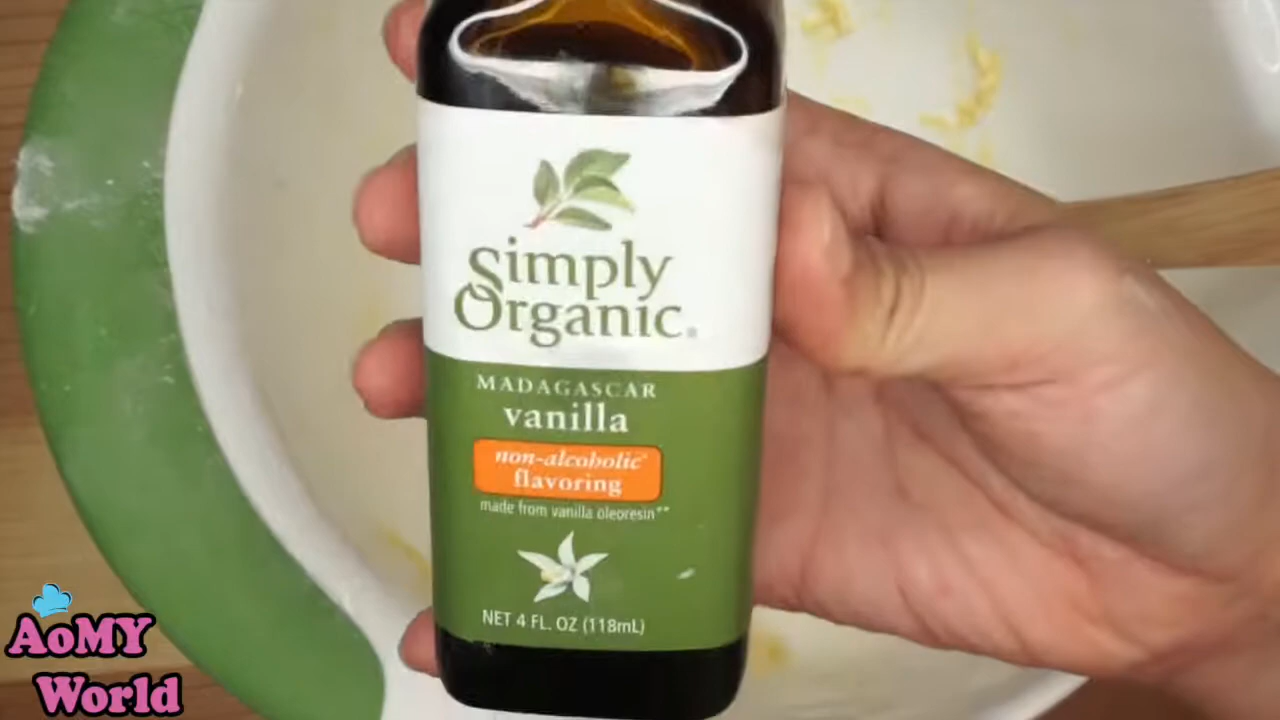 Simply
Organic®
MADAGASCAR
vanilla
non-alcoholic*
flavoring
made from vanilla oleoresin**
NET 4 FL. OZ (118mL)
AoMY
World